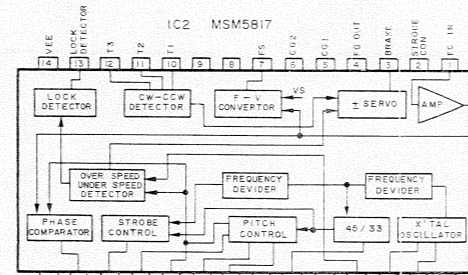 IC2 MSM5817
VEE
LOCK DETECTOR
T3
T2
T1
FS
CG2
CG1
FG OUT
BRAKE
STROBE CON
FC IN
14 13 12 11 10 9 8 7 6 5 4 3 2 1
LOCK DETECTOR
CW-CCW DETECTOR
F-V CONVERTOR
VS
± SERVO
AMP
OVER SPEED
UNDER SPEED
DETECTOR
FREQUENCY DEVIDER
FREQUENCY DEVIDER
PHASE COMPARATOR
STROBE CONTROL
PITCH CONTROL
45/33
X'TAL OSCILLATOR